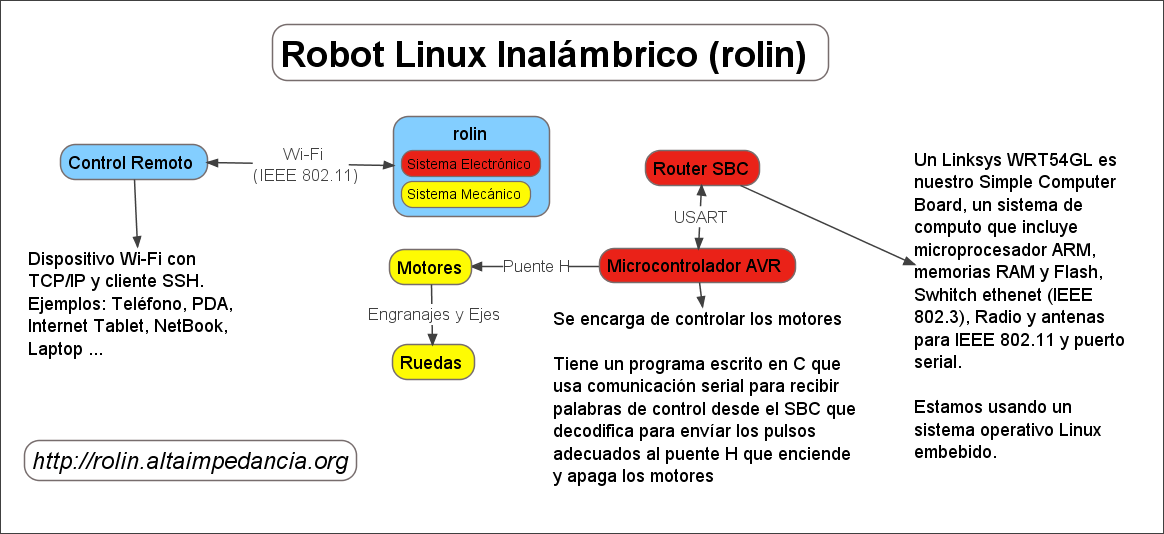 Robot Linux Inalámbrico (rolin)
Control Remoto
Wi-Fi
(IEEE 802.11)
rolin
Sistema Electrónico
Sistema Mecánico
Dispositivo Wi-Fi con
TCP/IP y cliente SSH.
Ejemplos: Teléfono, PDA,
Internet Tablet, NetBook,
Laptop ...
Router SBC
USART
Microcontrolador AVR
Puente H
Motores
Engranajes y Ejes
Ruedas
Se encarga de controlar los motores
Tiene un programa escrito en C que
usa comunicación serial para recibir
palabras de control desde el SBC que
decodifica para envíar los pulsos
adecuados al puente H que enciende
y apaga los motores
Un Linksys WRT54GL es
nuestro Simple Computer
Board, un sistema de
computo que incluye
microprocesador ARM,
memorias RAM y Flash,
Swhitch ethenet (IEEE
802.3), Radio y antenas
para IEEE 802.11 y puerto
serial.
Estamos usando un
sistema operativo Linux
embebido.
http://rolin.altaimpedancia.org